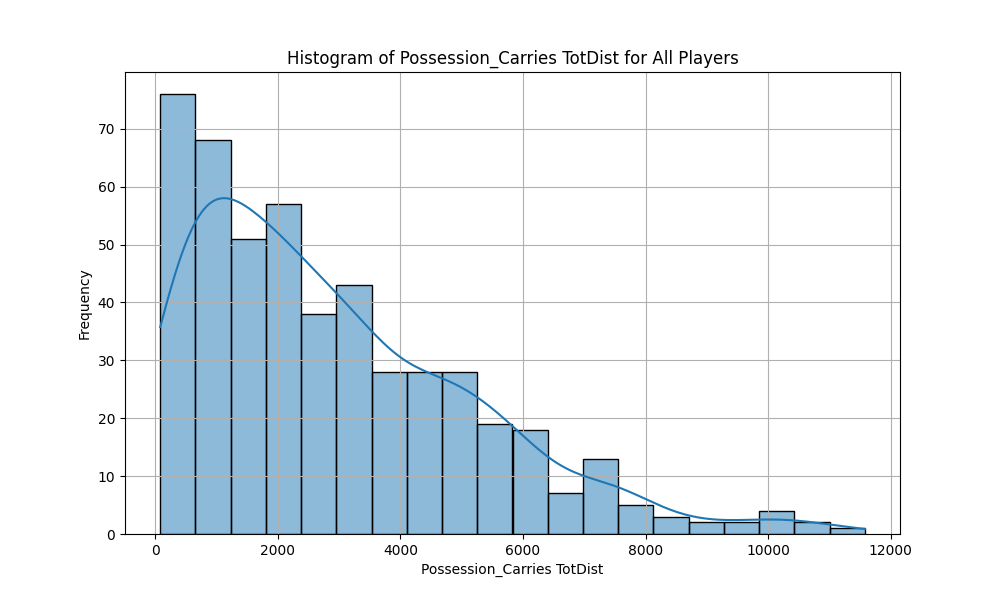 Histogram of Possession_Carries TotDist for All Players
Frequency
70
60
50
40
30
20
10
0
0 2000 4000 6000 8000 10000 12000
Possession_Carries TotDist